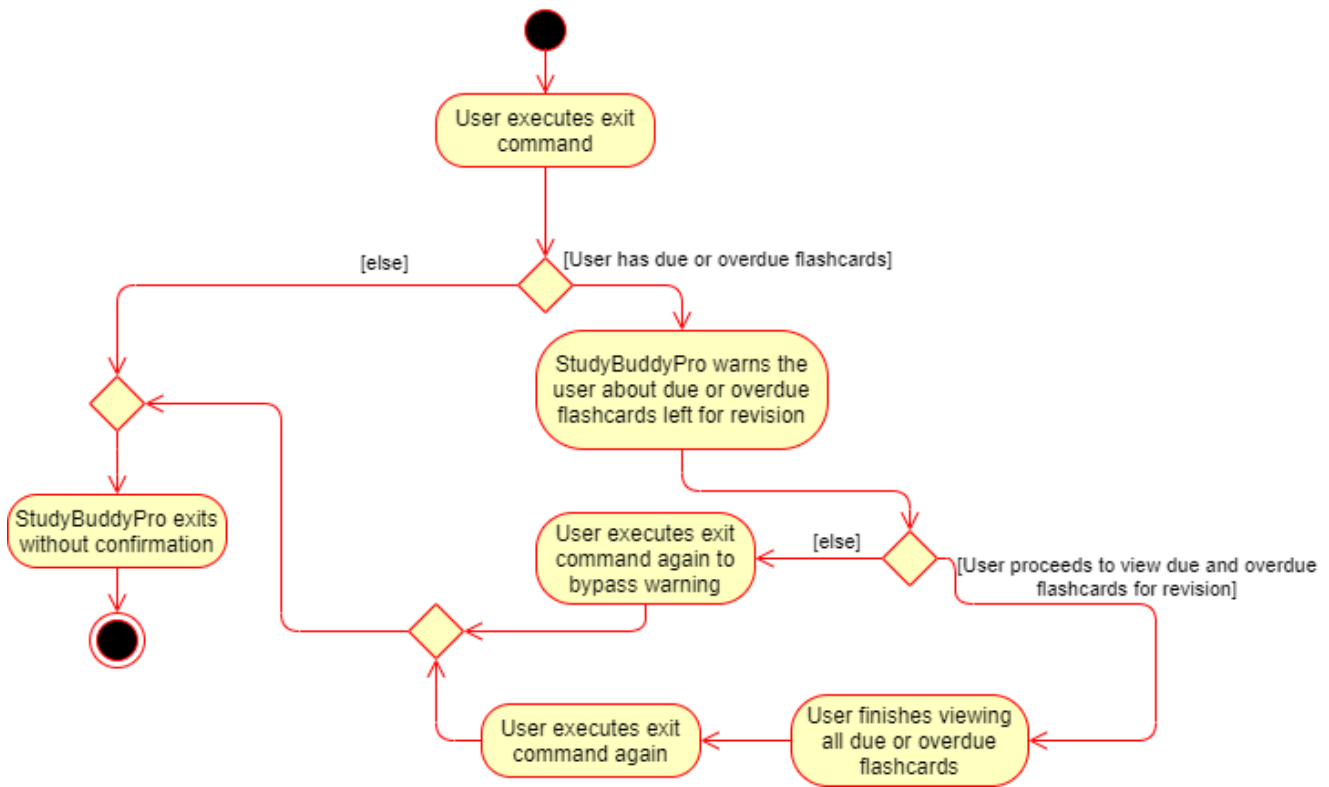 User executes exit
command
[else]
[User has due or overdue flashcards]
StudyBuddyPro warns the
user about due or overdue
flashcards left for revision
StudyBuddyPro exits
without confirmation
User executes exit
command again to
bypass warning
[else]
[User proceeds to view due and overdue
flashcards for revision]
User executes exit
command again
User finishes viewing
all due or overdue
flashcards